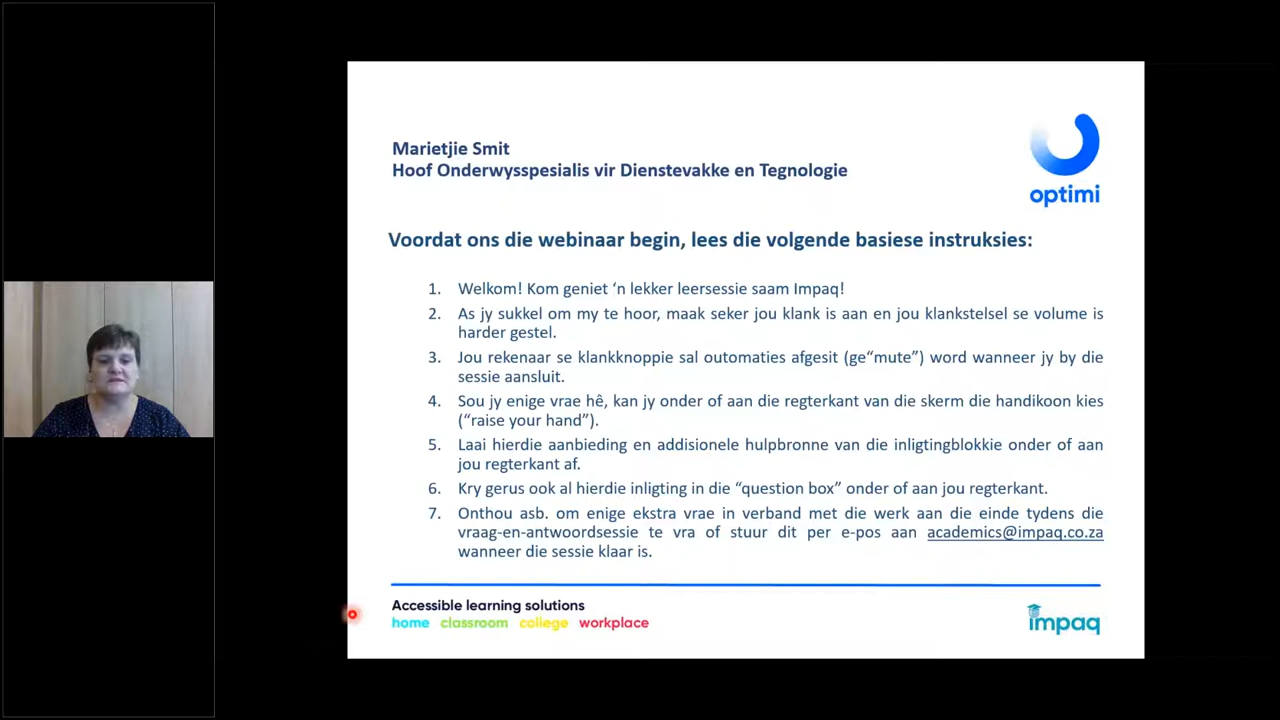 Marietjie Smit
Hoof Onderwysspesialis vir Dienstevakke en Tegnologie
optimi
Voordat ons die webinaar begin, lees die volgende basiese instruksies:
1. Welkom! Kom geniet ‘n lekker leersessie saam Impaq!
2. As jy sukkel om my te hoor, maak seker jou klank is aan en jou klankstelsel se volume is
harder gestel.
3. Jou rekenaar se klankknoppie sal outomaties afgesit (ge“mute”) word wanneer jy by die
sessie aansluit.
4. Sou jy enige vrae hê, kan jy onder of aan die regterkant van die skerm die handikoon kies
(“raise your hand”).
5. Laai hierdie aanbieding en addisionele hulpbronne van die inligtingblokkie onder of aan
jou regterkant af.
6. Kry gerus ook al hierdie inligting in die “question box” onder of aan jou regterkant.
7. Onthou asb. om enige ekstra vrae in verband met die werk aan die einde tydens die
vraag-en-antwoordsessie te vra of stuur dit per e-pos aan academics@impaq.co.za
wanneer die sessie klaar is.
Accessible learning solutions
home classroom college workplace
impaq